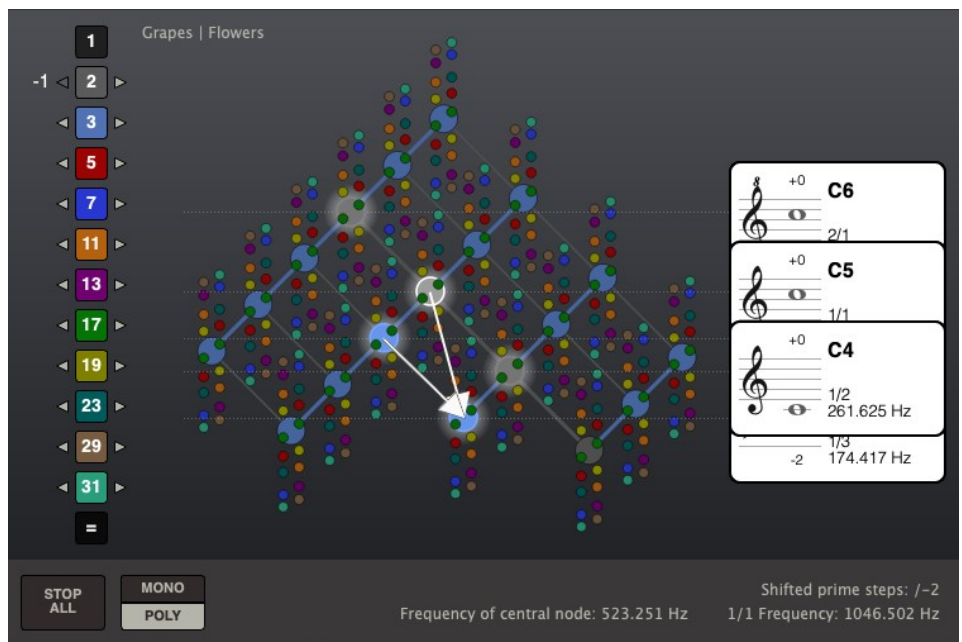 Grapes | Flowers
1
-1 2
3
5
7
11
13
17
19
23
29
31
=
8
+0
C6
2/1
+0
C5
1/1
+0
C4
1/2
261.625 Hz
1/3
-2
174.417 Hz
STOP
ALL
MONO
POLY
Shifted prime steps: /-2
Frequency of central node: 523.251 Hz
1/1 Frequency: 1046.502 Hz